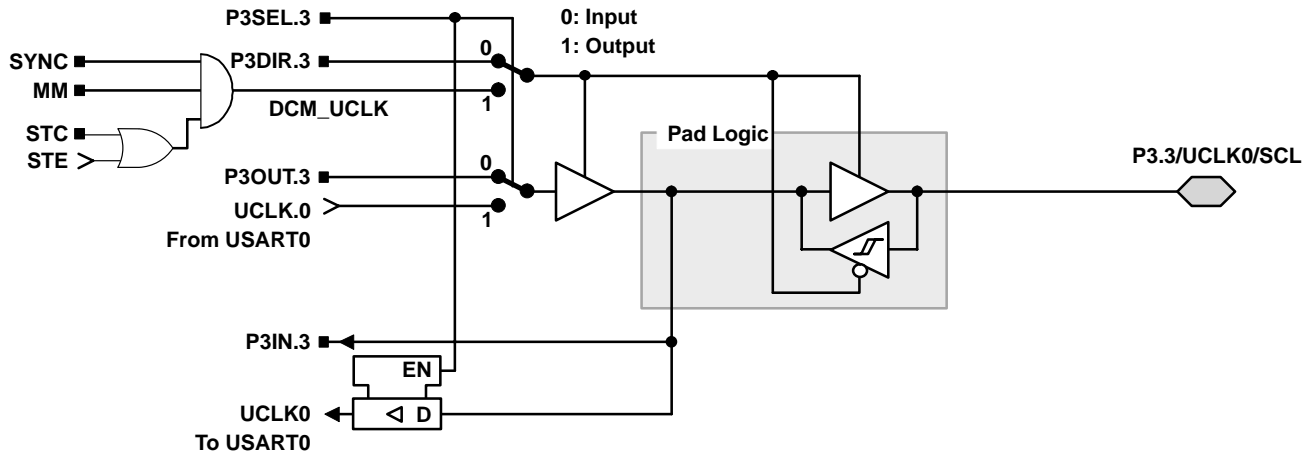 P3SEL.3
0: Input
1: Output
SYNC
P3DIR.3
0
MM
1
DCM_UCLK
STC
STE
Pad Logic
P3.3/UCLK0/SCL
P3OUT.3
0
UCLK.0
1
From USART0
P3IN.3
EN
UCLK0
D
To USART0